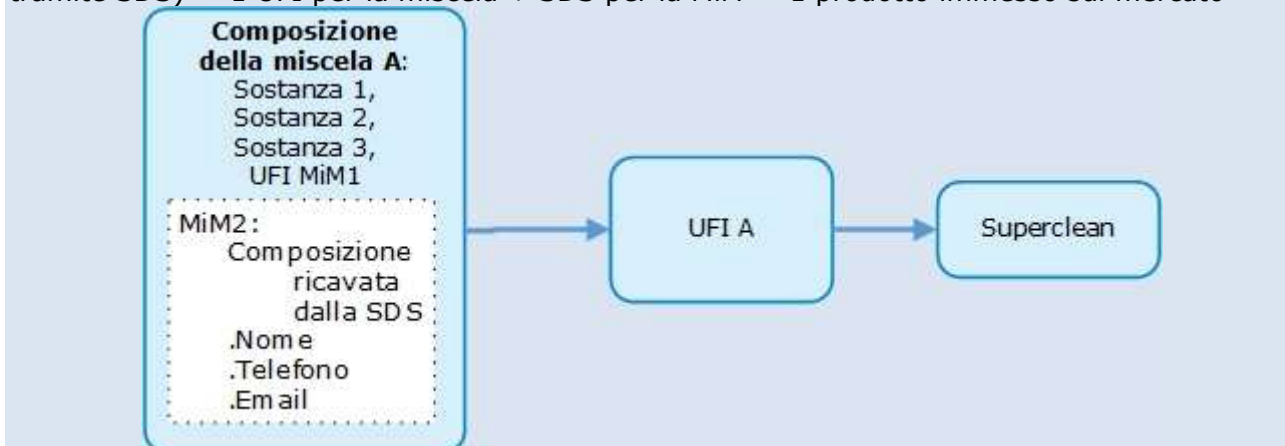 Composizione
della miscela A:
Sostanza 1,
Sostanza 2,
Sostanza 3,
UFI MiM1
MiM2:
Composizione
ricavata
dalla SDS
.Nome
.Telefono
.Email
UFI A
Superclean